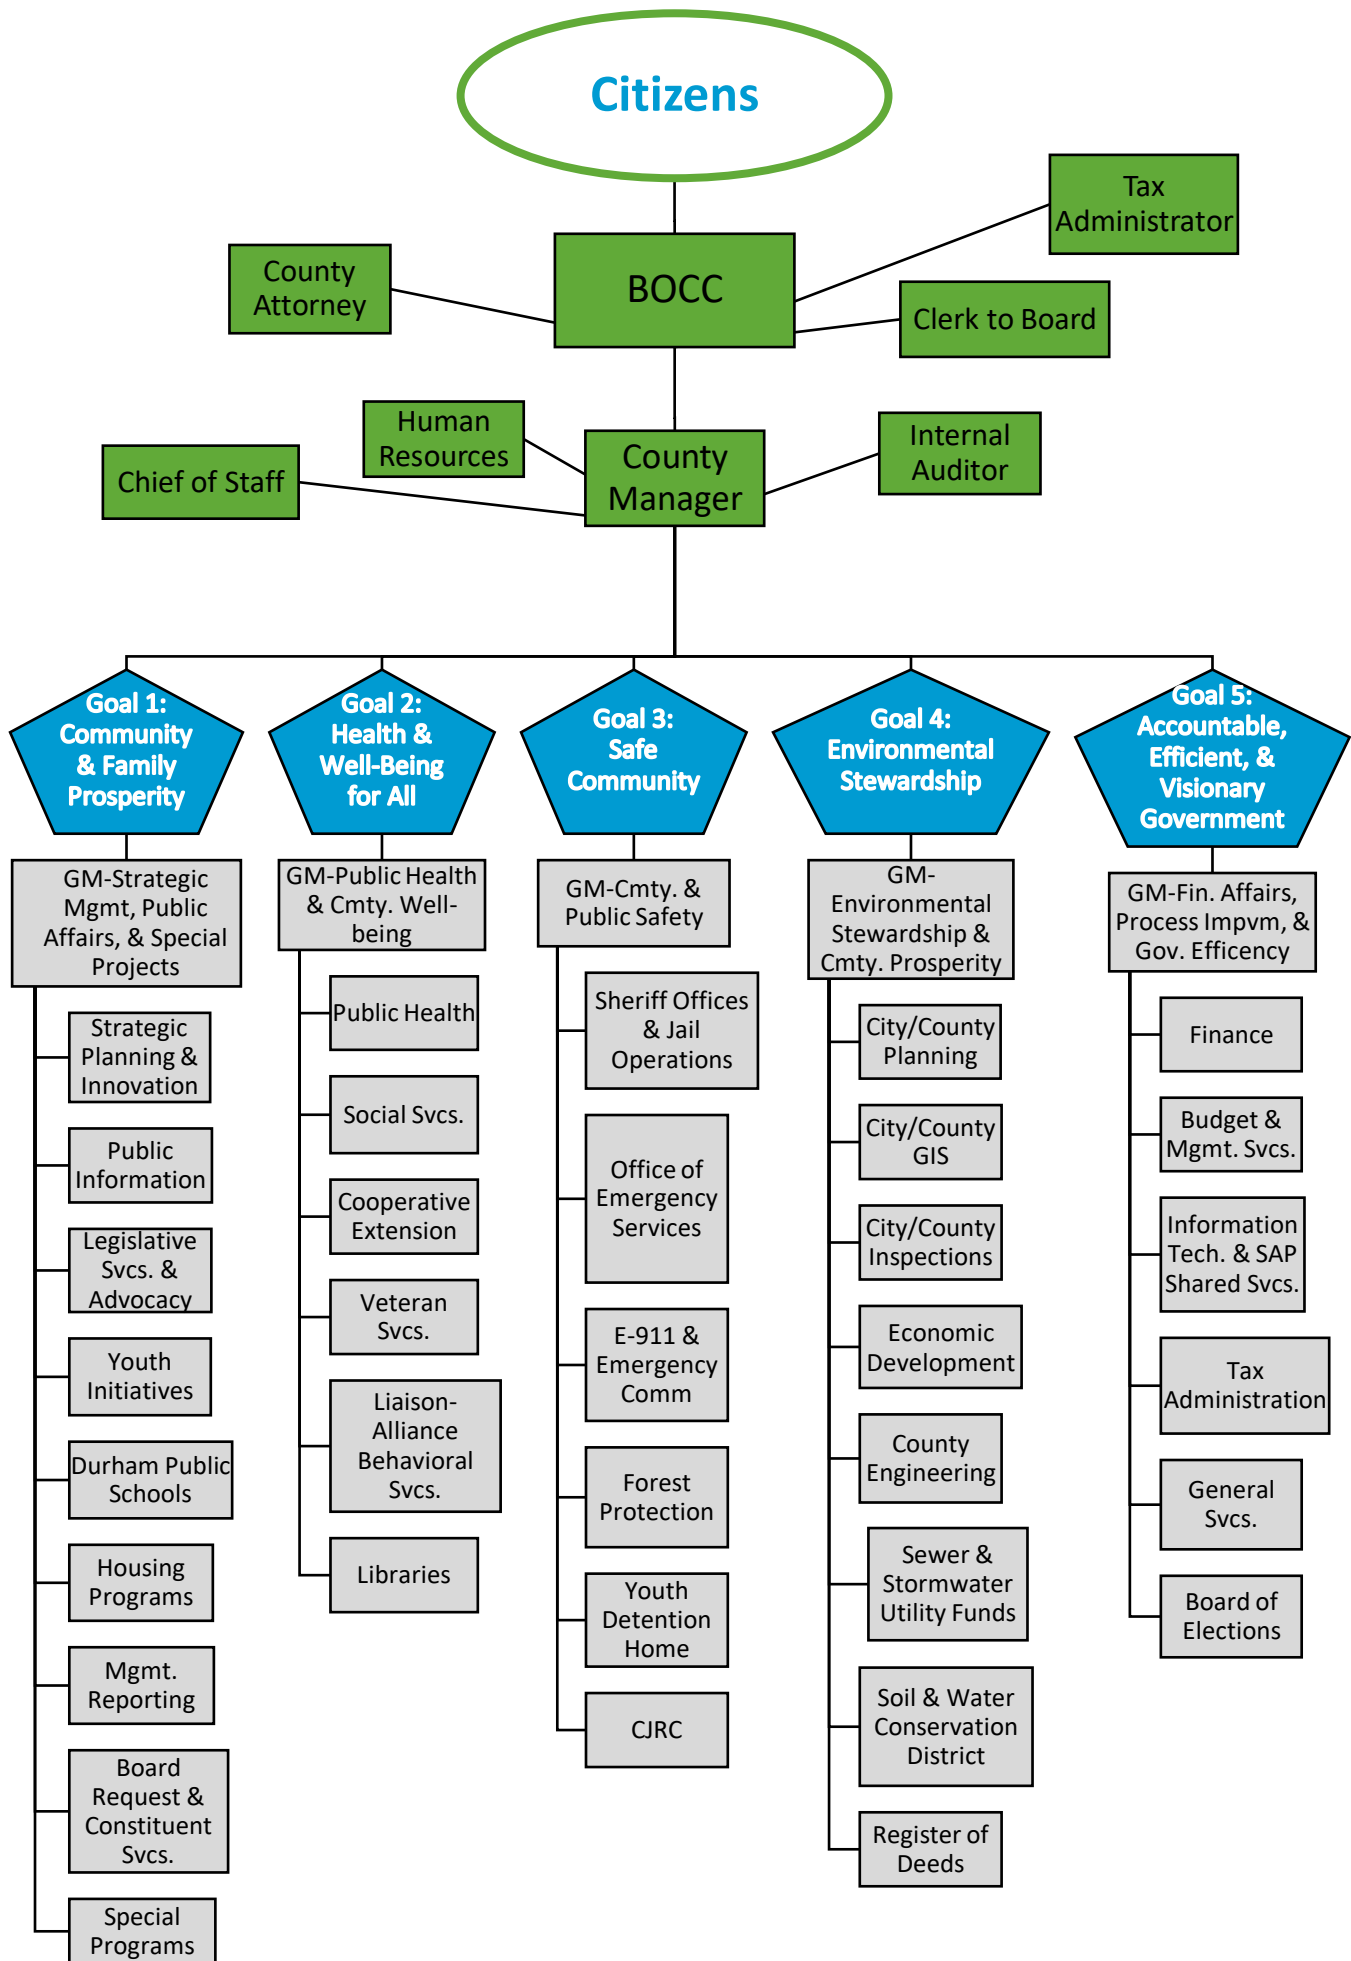 Citizens
Tax
Administrator
County
Attorney
BOCC
Clerk to Board
Human
Resources
Chief of Staff
County
Manager
Internal
Auditor
Goal 1:
Community
& Family
Prosperity
GM-Strategic
Mgmt, Public
Affairs, & Special
Projects
Strategic
Planning &
Innovation
Public
Information
Legislative
Svcs. &
Advocacy
Youth
Initiatives
Durham Public
Schools
Housing
Programs
Mgmt.
Reporting
Board
Request &
Constituent
Svcs.
Special
Programs
Goal 2:
Health &
Well-Being
for All
GM-Public Health
& Cmty. Well-
being
Public Health
Social Svcs.
Cooperative
Extension
Veteran
Svcs.
Liaison-
Alliance
Behavioral
Svcs.
Libraries
Goal 3:
Safe
Community
GM-Cmty. &
Public Safety
Sheriff Offices
& Jail
Operations
Office of
Emergency
Services
E-911 &
Emergency
Comm
Forest
Protection
Youth
Detention
Home
CJRC
Goal 4:
Environmental
Stewardship
GM-
Environmental
Stewardship &
Cmty. Prosperity
City/County
Planning
City/County
GIS
City/County
Inspections
Economic
Development
County
Engineering
Sewer &
Stormwater
Utility Funds
Soil & Water
Conservation
District
Register of
Deeds
Goal 5:
Accountable,
Efficient, &
Visionary
Government
GM-Fin. Affairs,
Process Impvm, &
Gov. Efficency
Finance
Budget &
Mgmt. Svcs.
Information
Tech. & SAP
Shared Svcs.
Tax
Administration
General
Svcs.
Board of
Elections